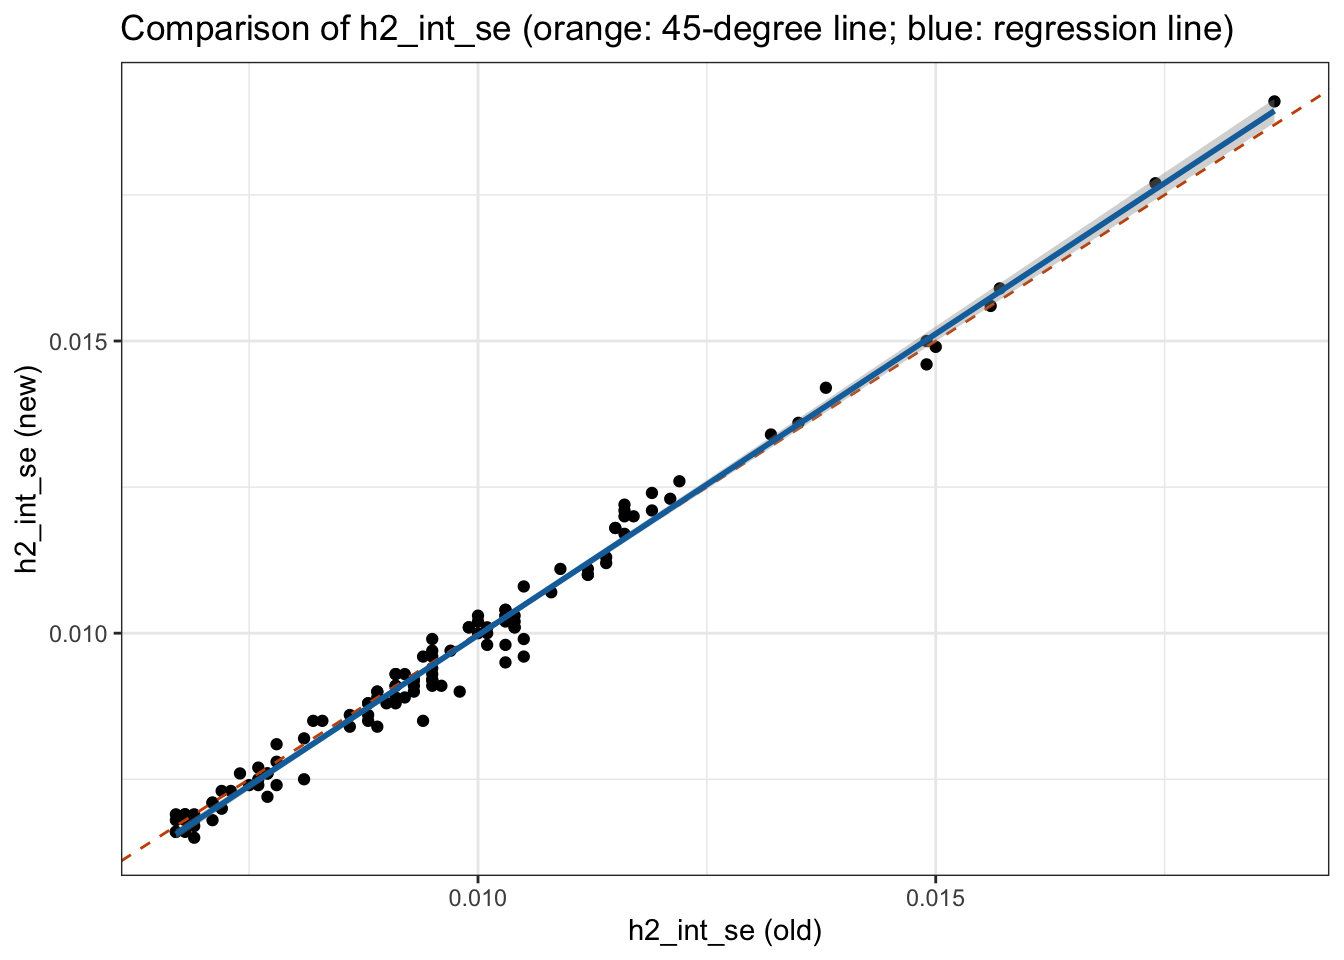 Comparison of h2_int_se (orange: 45-degree line; blue: regression line)
0.015
0.010
h2_int_se (new)
0.010
0.015
h2_int_se (old)